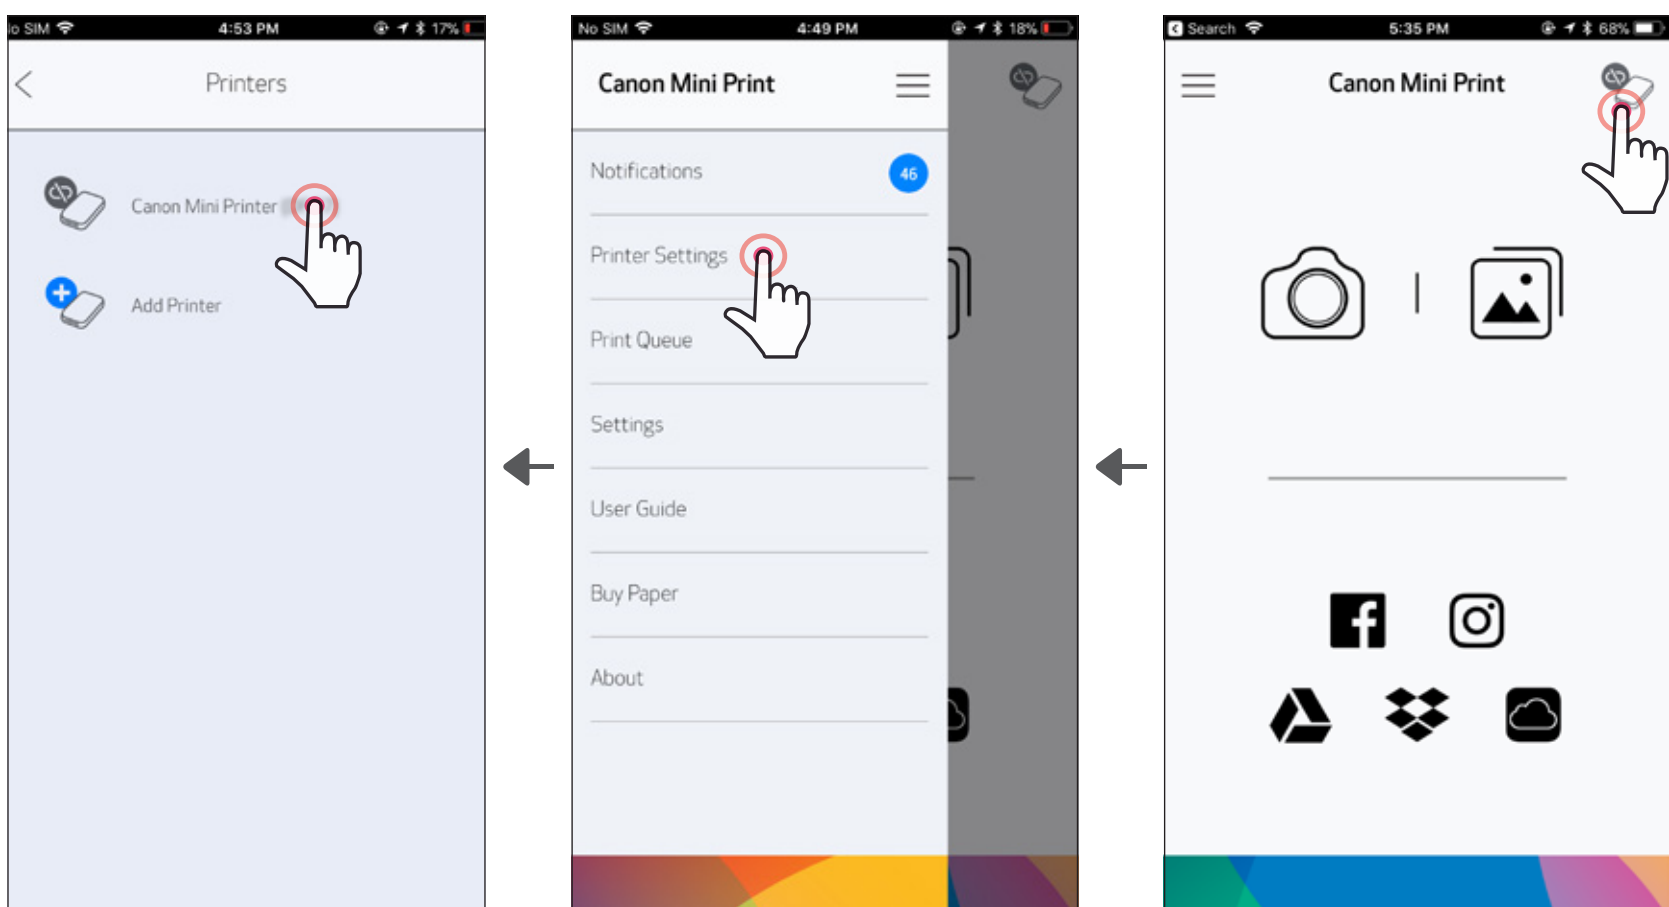 No SIM 4:53 PM 17%
Printers
Canon Mini Printer
Add Printer
No SIM 4:49 PM 18%
Canon Mini Print
Notifications 46
Printer Settings
Print Queue
Settings
User Guide
Buy Paper
About
Search 5:35 PM 68%
Canon Mini Print